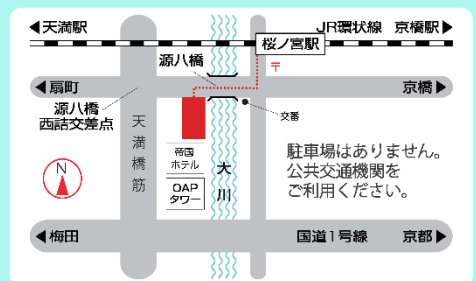 ◀天満駅
JR環状線 京橋駅▶
桜ノ宮駅
源八橋
〒
◀扇町
京橋▶
源八橋
西詰交差点
交番
天満橋筋
帝国
ホテル
大川
OAP
タワー
N
駐車場はありません。
公共交通機関を
ご利用ください。
◀梅田
国道1号線 京都▶